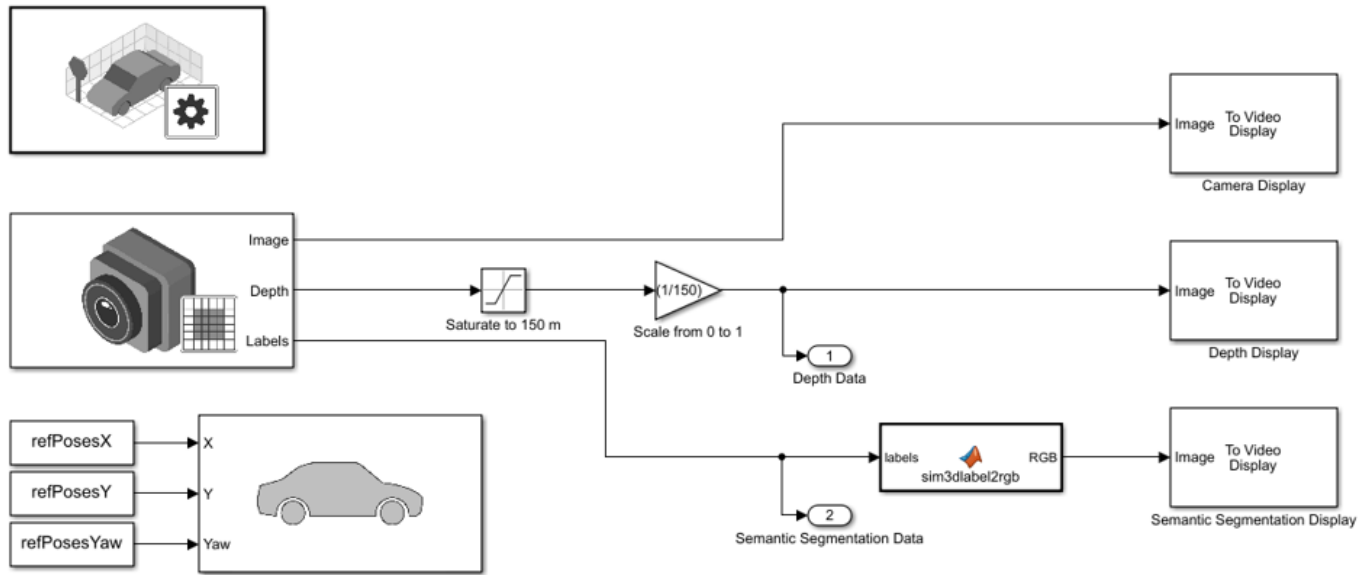 Image
To Video
Display
Camera Display
Image
Depth
Labels
Saturate to 150 m
(1/150)
Scale from 0 to 1
Image
To Video
Display
Depth Display
1
Depth Data
refPosesX
refPosesY
refPosesYaw
X
Y
Yaw
labels
RGB
sim3dlabel2rgb
2
Semantic Segmentation Data
Image
To Video
Display
Semantic Segmentation Display